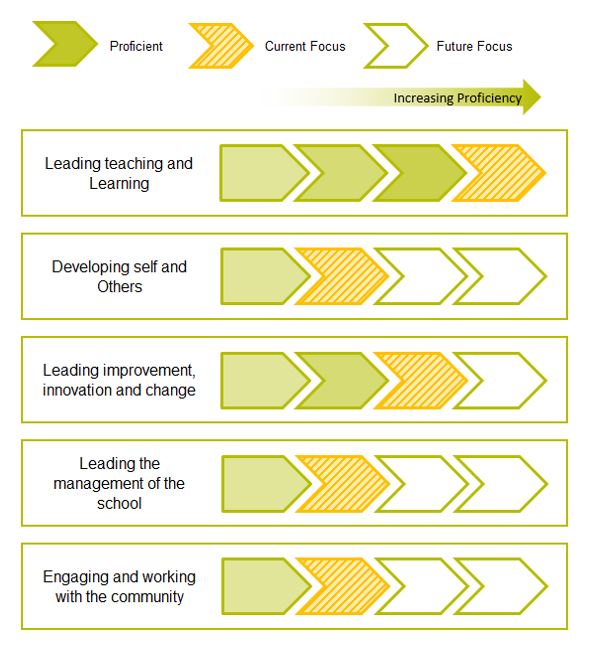 Proficient
Current Focus
Future Focus
Increasing Proficiency
Leading teaching and
Learning
Developing self and
Others
Leading improvement,
innovation and change
Leading the
management of the
school
Engaging and working
with the community